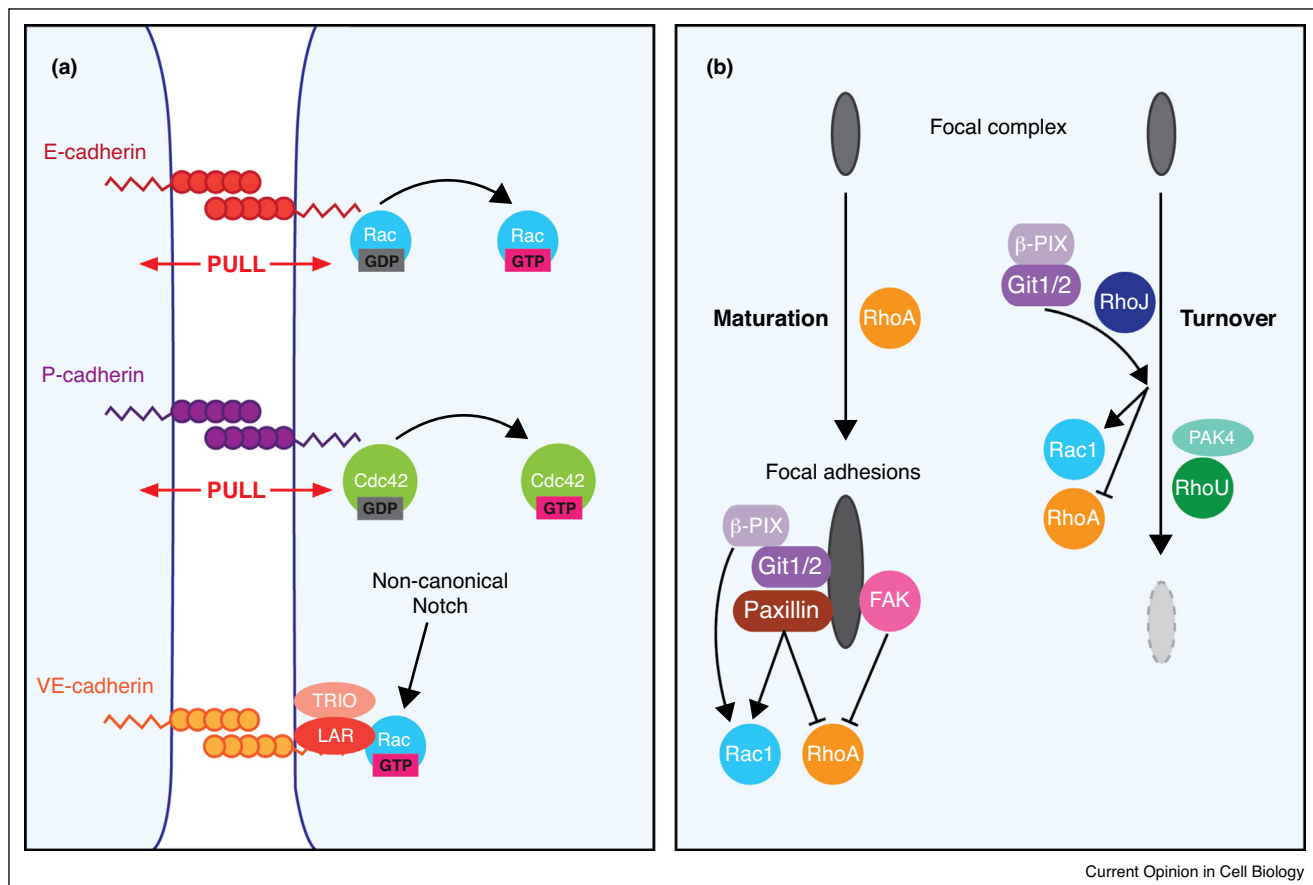 (a)
E-cadherin
Rac
GDP
Rac
GTP
PULL
P-cadherin
Cdc42
GDP
Cdc42
GTP
PULL
Non-canonical
Notch
VE-cadherin
TRIO
LAR
Rac
GTP
(b)
Focal complex
β-PIX
Git1/2
RhoJ
Maturation
RhoA
Turnover
Rac1
RhoA
PAK4
RhoU
Focal adhesions
β-PIX
Git1/2
Paxillin
FAK
Rac1
RhoA
Current Opinion in Cell Biology